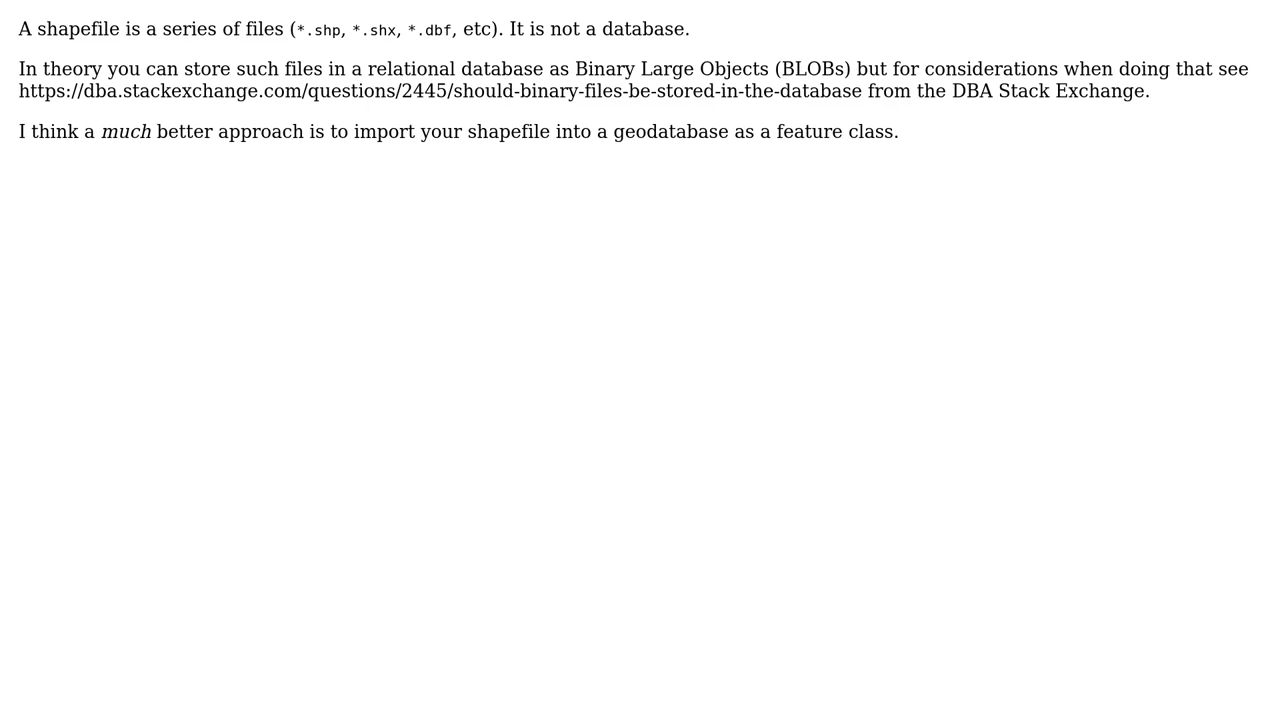 A shapefile is a series of files (*.shp, *.shx, *.dbf, etc). It is not a database.
In theory you can store such files in a relational database as Binary Large Objects (BLOBs) but for considerations when doing that see
https://dba.stackexchange.com/questions/2445/should-binary-files-be-stored-in-the-database from the DBA Stack Exchange.
I think a much better approach is to import your shapefile into a geodatabase as a feature class.